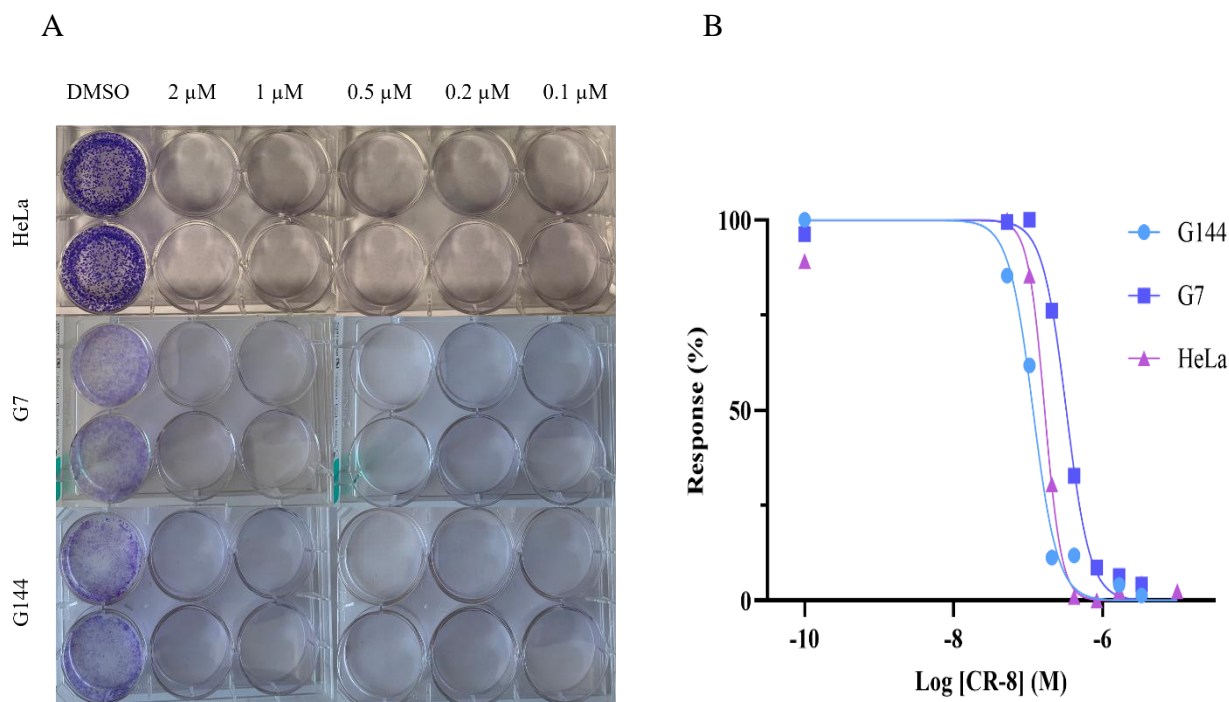 A
B
DMSO 2 µM 1 µM 0.5 µM 0.2 µM 0.1 µM
HeLa
G7
G144
100
50
0
-10 -8 -6
Response (%)
Log [CR-8] (M)
G144
G7
HeLa